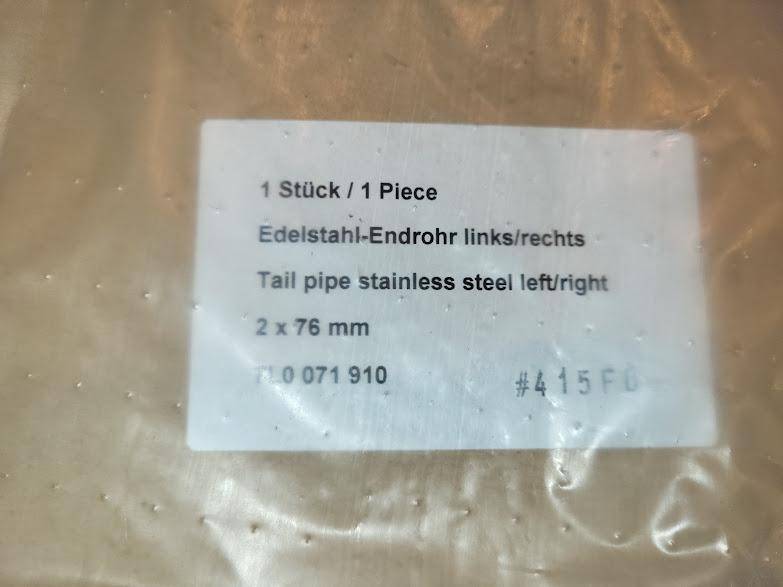 1 Stück / 1 Piece
Edelstahl-Endrohr links/rechts
Tail pipe stainless steel left/right
2 x 76 mm
071 910